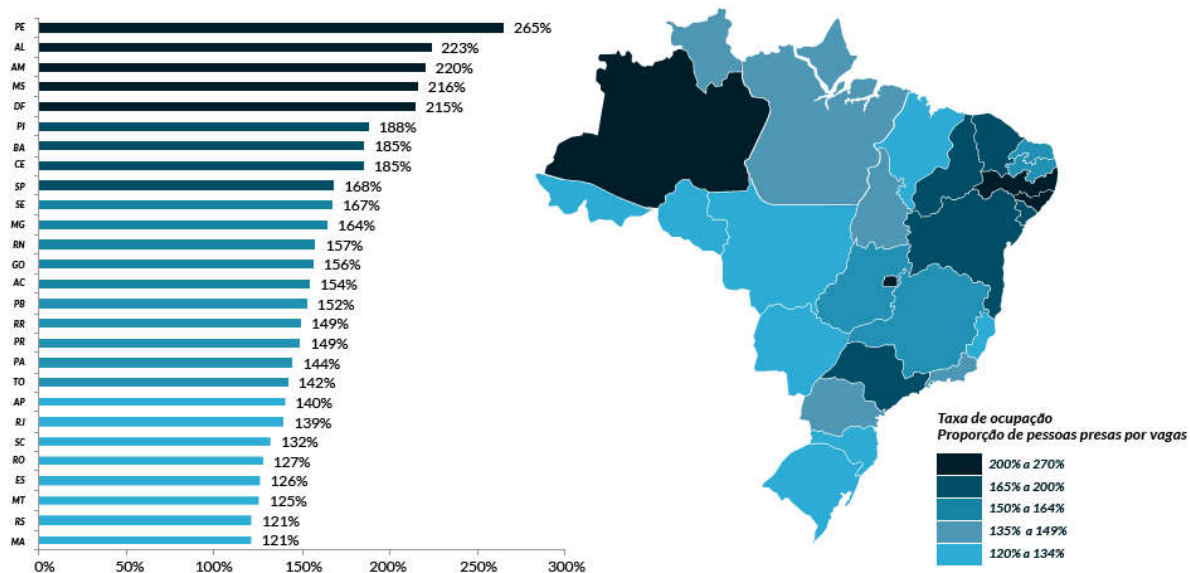 PE 265%
AL 223%
AM 220%
MS 216%
DF 215%
PI 188%
BA 185%
CE 185%
SP 168%
SE 167%
MG 164%
RN 157%
GO 156%
AC 154%
PB 152%
RR 149%
PR 149%
PA 144%
TO 142%
AP 140%
RJ 139%
SC 132%
RO 127%
ES 126%
MT 125%
RS 121%
MA 121%
0% 50% 100% 150% 200% 250% 300%
Taxa de ocupação
Proporção de pessoas presas por vagas
200% a 270%
165% a 200%
150% a 164%
135% a 149%
120% a 134%